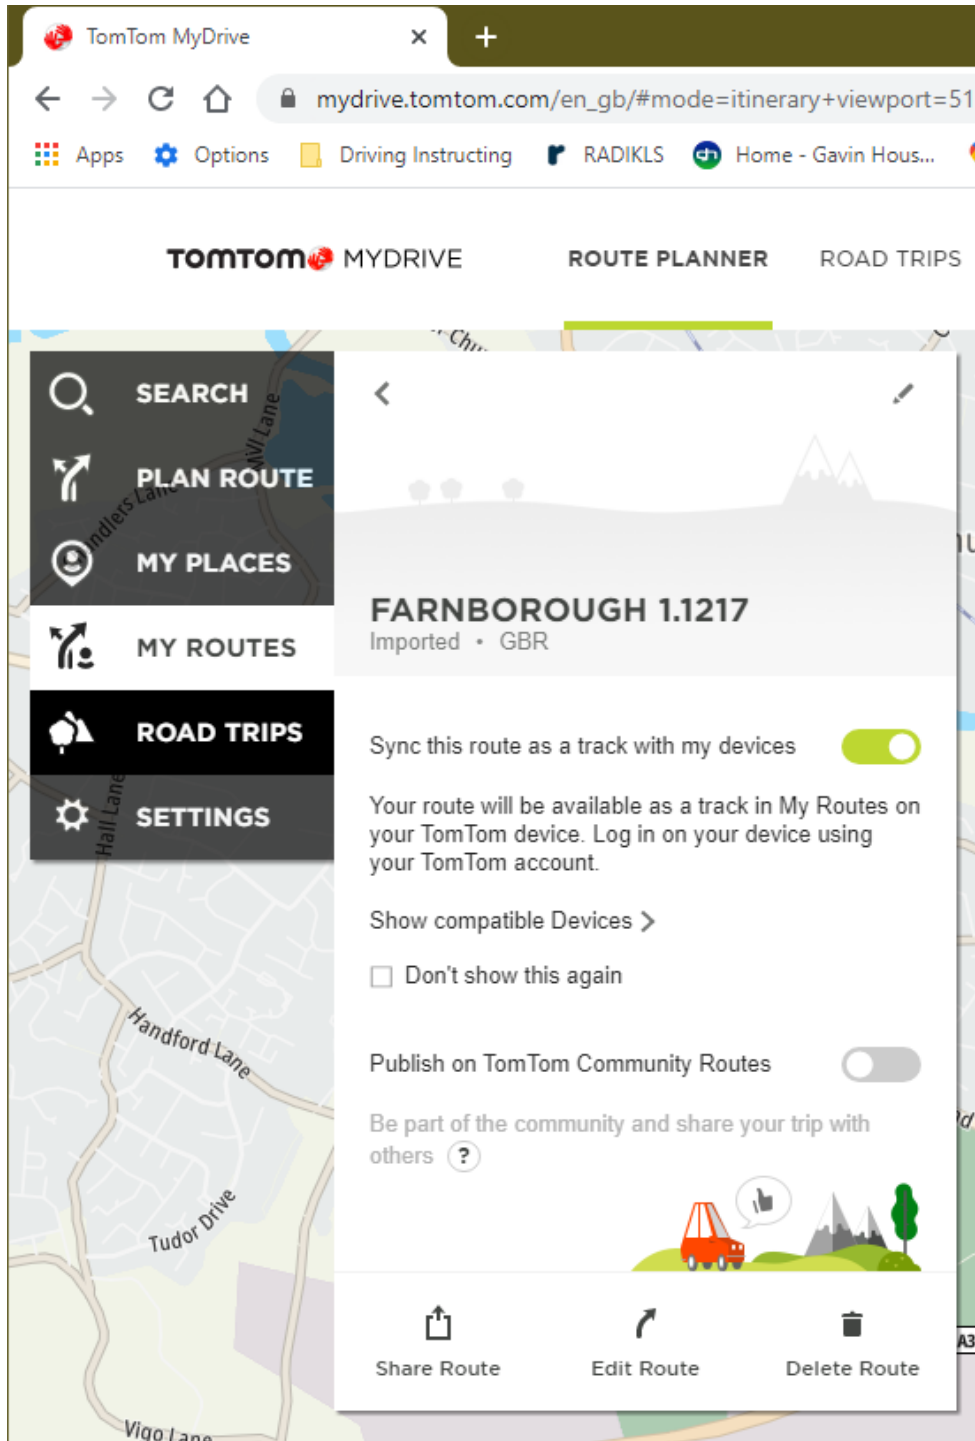 TomTom MyDrive
mydrive.tomtom.com/en_gb/#mode=itinerary+viewport=51
Apps Options Driving Instructing RADIKLS Home - Gavin Hous...
TOMTOM MYDRIVE ROUTE PLANNER ROAD TRIPS
SEARCH
PLAN ROUTE
MY PLACES
MY ROUTES
ROAD TRIPS
SETTINGS
FARNBOROUGH 1.1217
Imported • GBR
Sync this route as a track with my devices
Your route will be available as a track in My Routes on
your TomTom device. Log in on your device using
your TomTom account.
Show compatible Devices >
Don't show this again
Publish on TomTom Community Routes
Be part of the community and share your trip with
others ?
Share Route Edit Route Delete Route
Mill Lane
Hall Lane
Handford Lane
Tudor Drive
Vigo Lane
A3